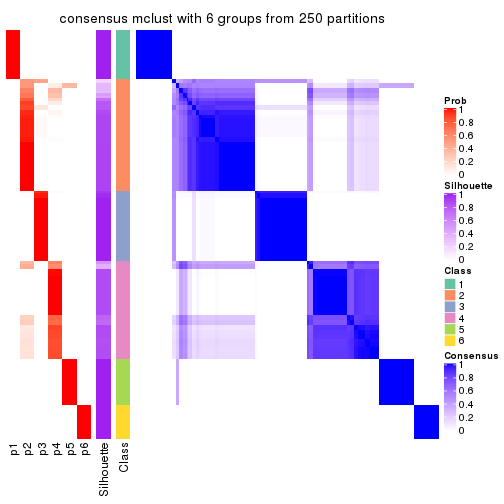 consensus mclust with 6 groups from 250 partitions
Prob
1
0.8
0.6
0.4
0.2
0
Silhouette
1
0.8
0.6
0.4
0.2
0
Class
1
2
3
4
5
6
Consensus
1
0.8
0.6
0.4
0.2
0
p1
p2
p3
p4
p5
p6
Silhouette
Class